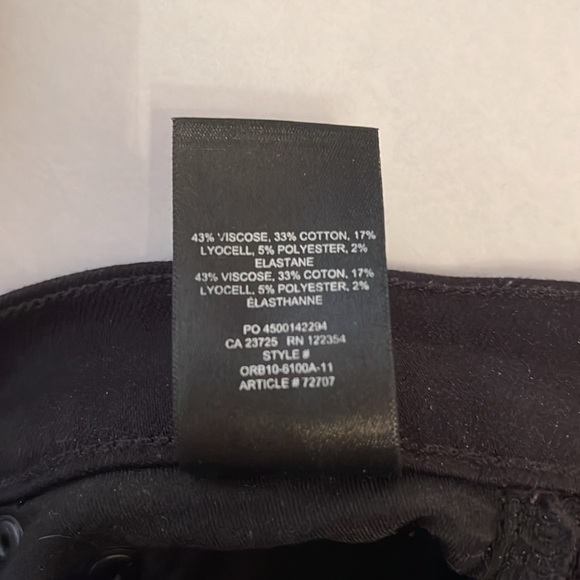 43% VISCOSE, 33% COTTON, 17%
LYOCELL, 5% POLYESTER, 2%
ELASTANE
43% VISCOSE, 33% COTON, 17%
LYOCELL, 5% POLYESTER, 2%
ÉLASTHANNE
PO 4500142294
CA 23725 RN 122354
STYLE #
ORB10-6100A-11
ARTICLE # 72707